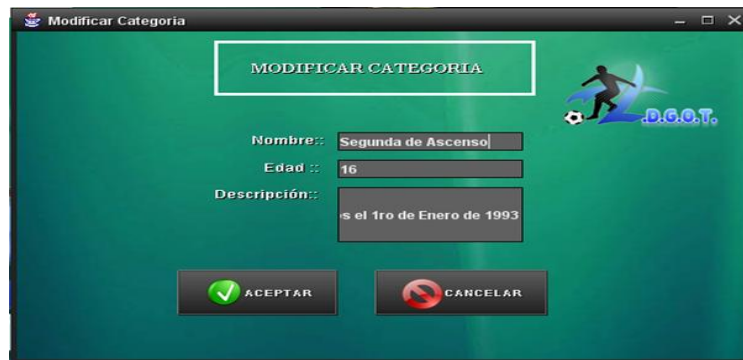 Modificar Categoria
MODIFICAR CATEGORIA
.D.G.O.T.
Nombre:: Segunda de Ascenso
Edad :: 16
Descripción::
s el 1ro de Enero de 1993
ACEPTAR CANCELAR